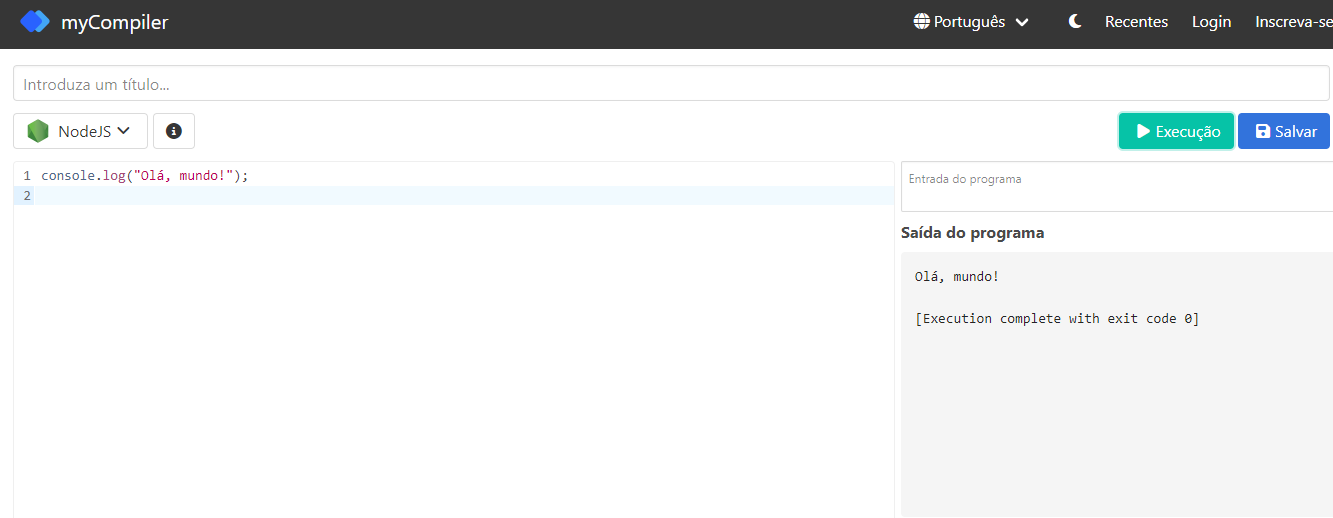 myCompiler Português Recentes Login Inscreva-se
Introduza um título...
NodeJS Execução Salvar
1 console.log("Olá, mundo!");
2
Entrada do programa
Saída do programa
Olá, mundo!
[Execution complete with exit code 0]